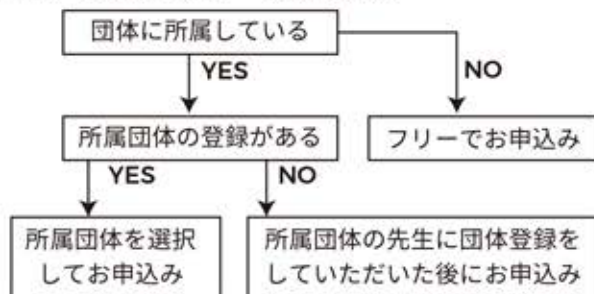 団体に所属している
YES
NO
所属団体の登録がある
フリーでお申込み
YES
NO
所属団体を選択
してお申込み
所属団体の先生に団体登録を
していただいた後にお申込み